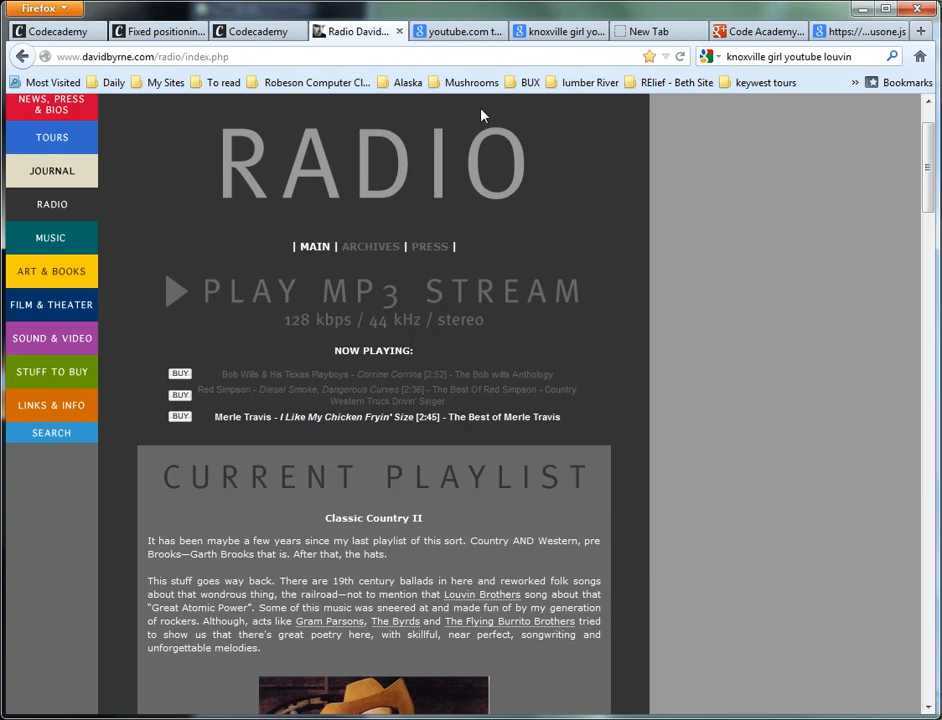 Firefox
Codecademy
Fixed positionin...
Codecademy
Radio David...
youtube.com t...
knoxville girl yo...
New Tab
Code Academy...
https://...usone.js
www.davidbyrne.com/radio/index.php
knoxville girl youtube louvin
Most Visited
Daily
My Sites
To read
Robeson Computer Cl...
Alaska
Mushrooms
BUX
lumber River
RElief - Beth Site
keywest tours
»
Bookmarks
NEWS, PRESS
& BIOS
TOURS
JOURNAL
RADIO
MUSIC
ART & BOOKS
FILM & THEATER
SOUND & VIDEO
STUFF TO BUY
LINKS & INFO
SEARCH
RADIO
| MAIN | ARCHIVES | PRESS |
PLAY MP3 STREAM
128 kbps / 44 kHz / stereo
NOW PLAYING:
BUY Bob Wills & His Texas Playboys - Corrine Corrina [2:52] - The Bob wills Anthology
BUY Red Simpson - Diesel Smoke, Dangerous Curves [2:36] - The Best Of Red Simpson - Country
Western Truck Drivin' Singer
BUY Merle Travis - I Like My Chicken Fryin' Size [2:45] - The Best of Merle Travis
CURRENT PLAYLIST
Classic Country II
It has been maybe a few years since my last playlist of this sort. Country AND Western, pre
Brooks—Garth Brooks that is. After that, the hats.
This stuff goes way back. There are 19th century ballads in here and reworked folk songs
about that wondrous thing, the railroad—not to mention that Louvin Brothers song about that
"Great Atomic Power". Some of this music was sneered at and made fun of by my generation
of rockers. Although, acts like Gram Parsons, The Byrds and The Flying Burrito Brothers tried
to show us that there's great poetry here, with skillful, near perfect, songwriting and
unforgettable melodies.